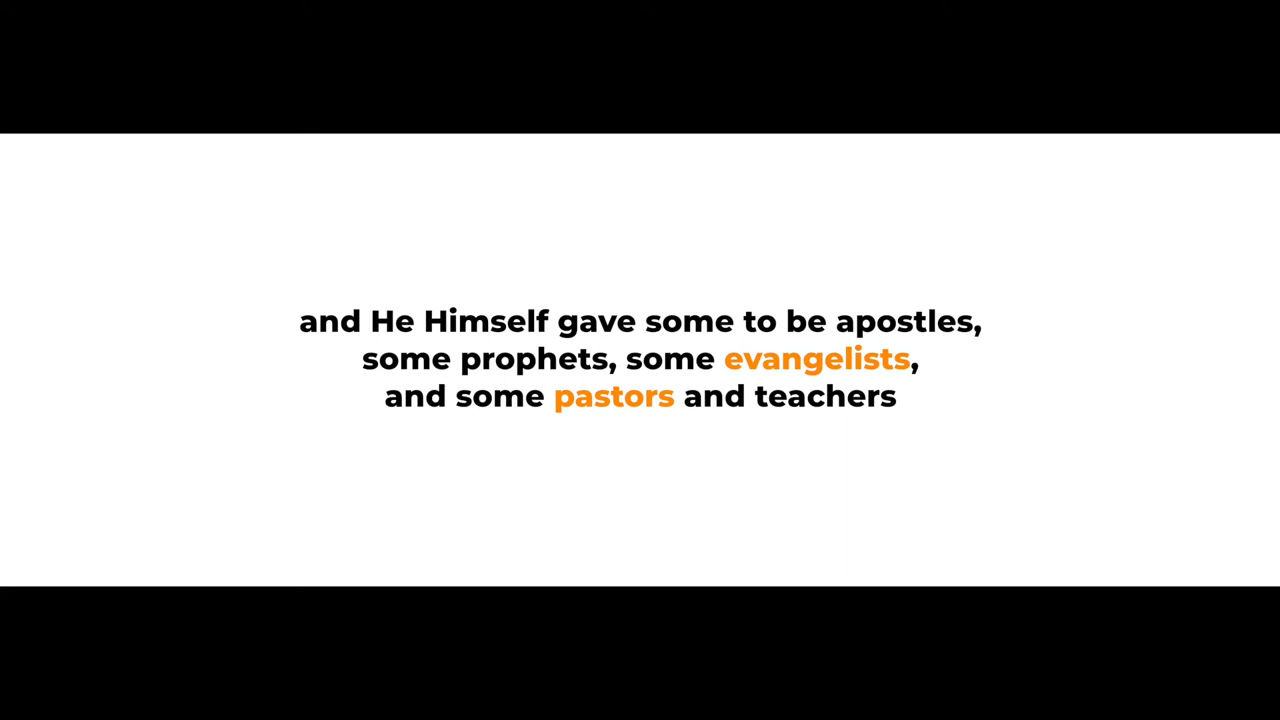 and He Himself gave some to be apostles,
some prophets, some evangelists,
and some pastors and teachers